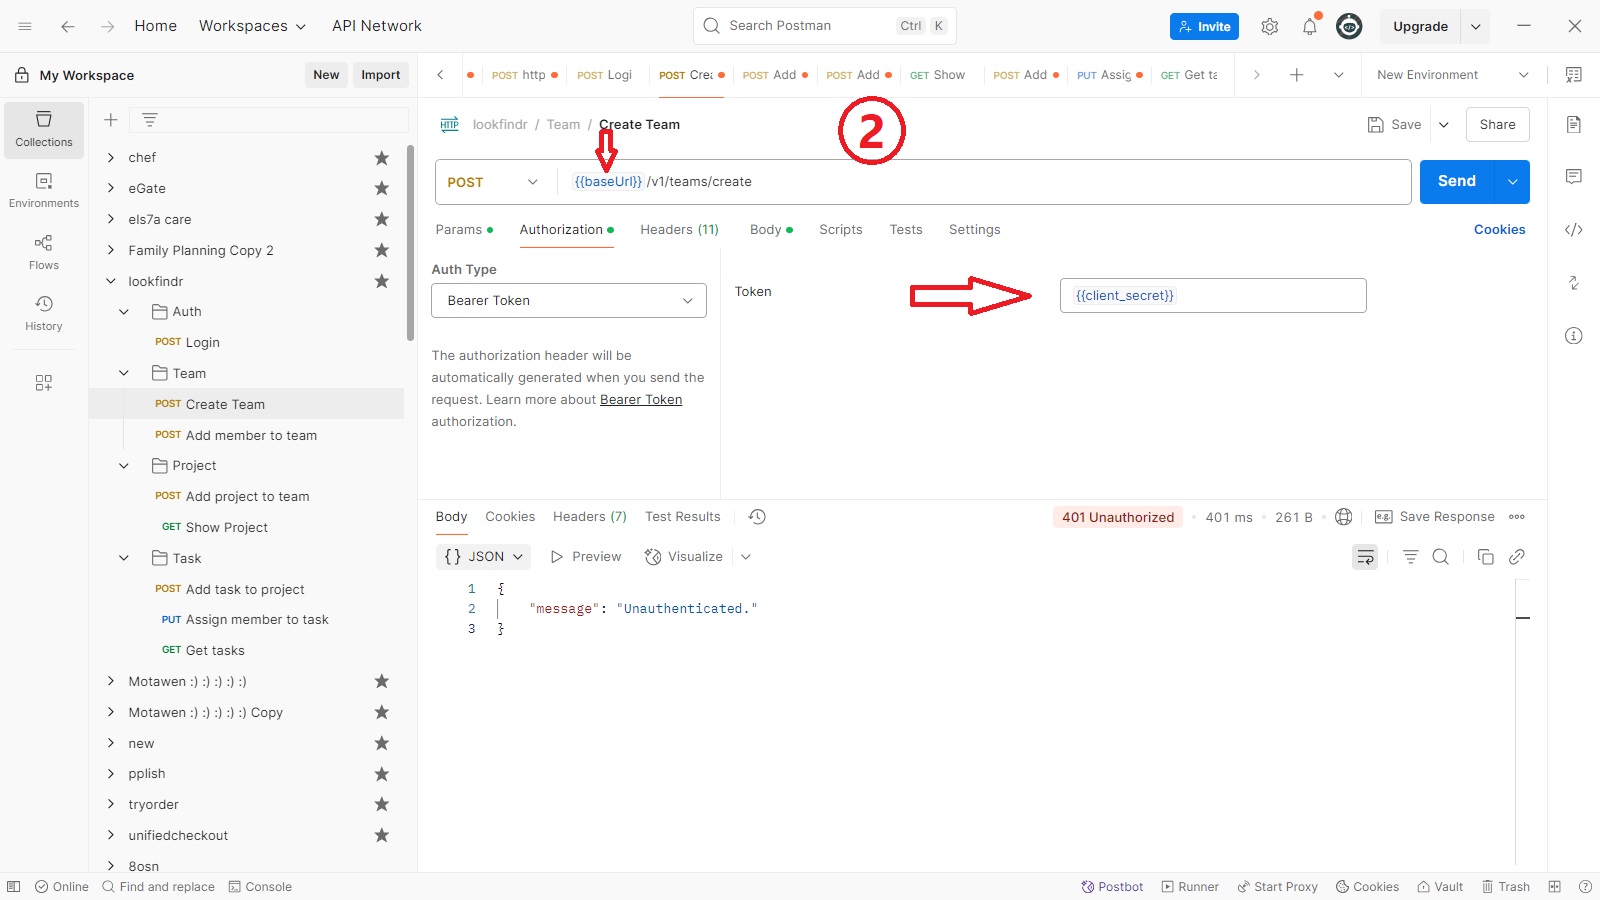 Home Workspaces API Network Search Postman Ctrl K Invite Upgrade
My Workspace New Import POST http POST Logi POST Cre POST Add POST Add GET Show POST Add PUT Assig GET Get ta New Environment
Collections
Environments
Flows
History
chef
eGate
els7a care
Family Planning Copy 2
lookfindr
Auth
POST Login
Team
POST Create Team
POST Add member to team
Project
POST Add project to team
GET Show Project
Task
POST Add task to project
PUT Assign member to task
GET Get tasks
Motawen :) :) :) :) :)
Motawen :) :) :) :) :) Copy
new
pplish
tryorder
unifiedcheckout
8osn
HTTP lookfindr / Team / Create Team 2 Save Share
POST {{baseUrl}} /v1/teams/create Send
Params Authorization Headers (11) Body Scripts Tests Settings Cookies
Auth Type
Bearer Token
The authorization header will be
automatically generated when you send the
request. Learn more about Bearer Token
authorization.
Token {{client_secret}}
Body Cookies Headers (7) Test Results 401 Unauthorized 401 ms 261 B e.g. Save Response
{} JSON Preview Visualize
1 {
2 "message": "Unauthenticated."
3 }
Online Find and replace Console Postbot Runner Start Proxy Cookies Vault Trash